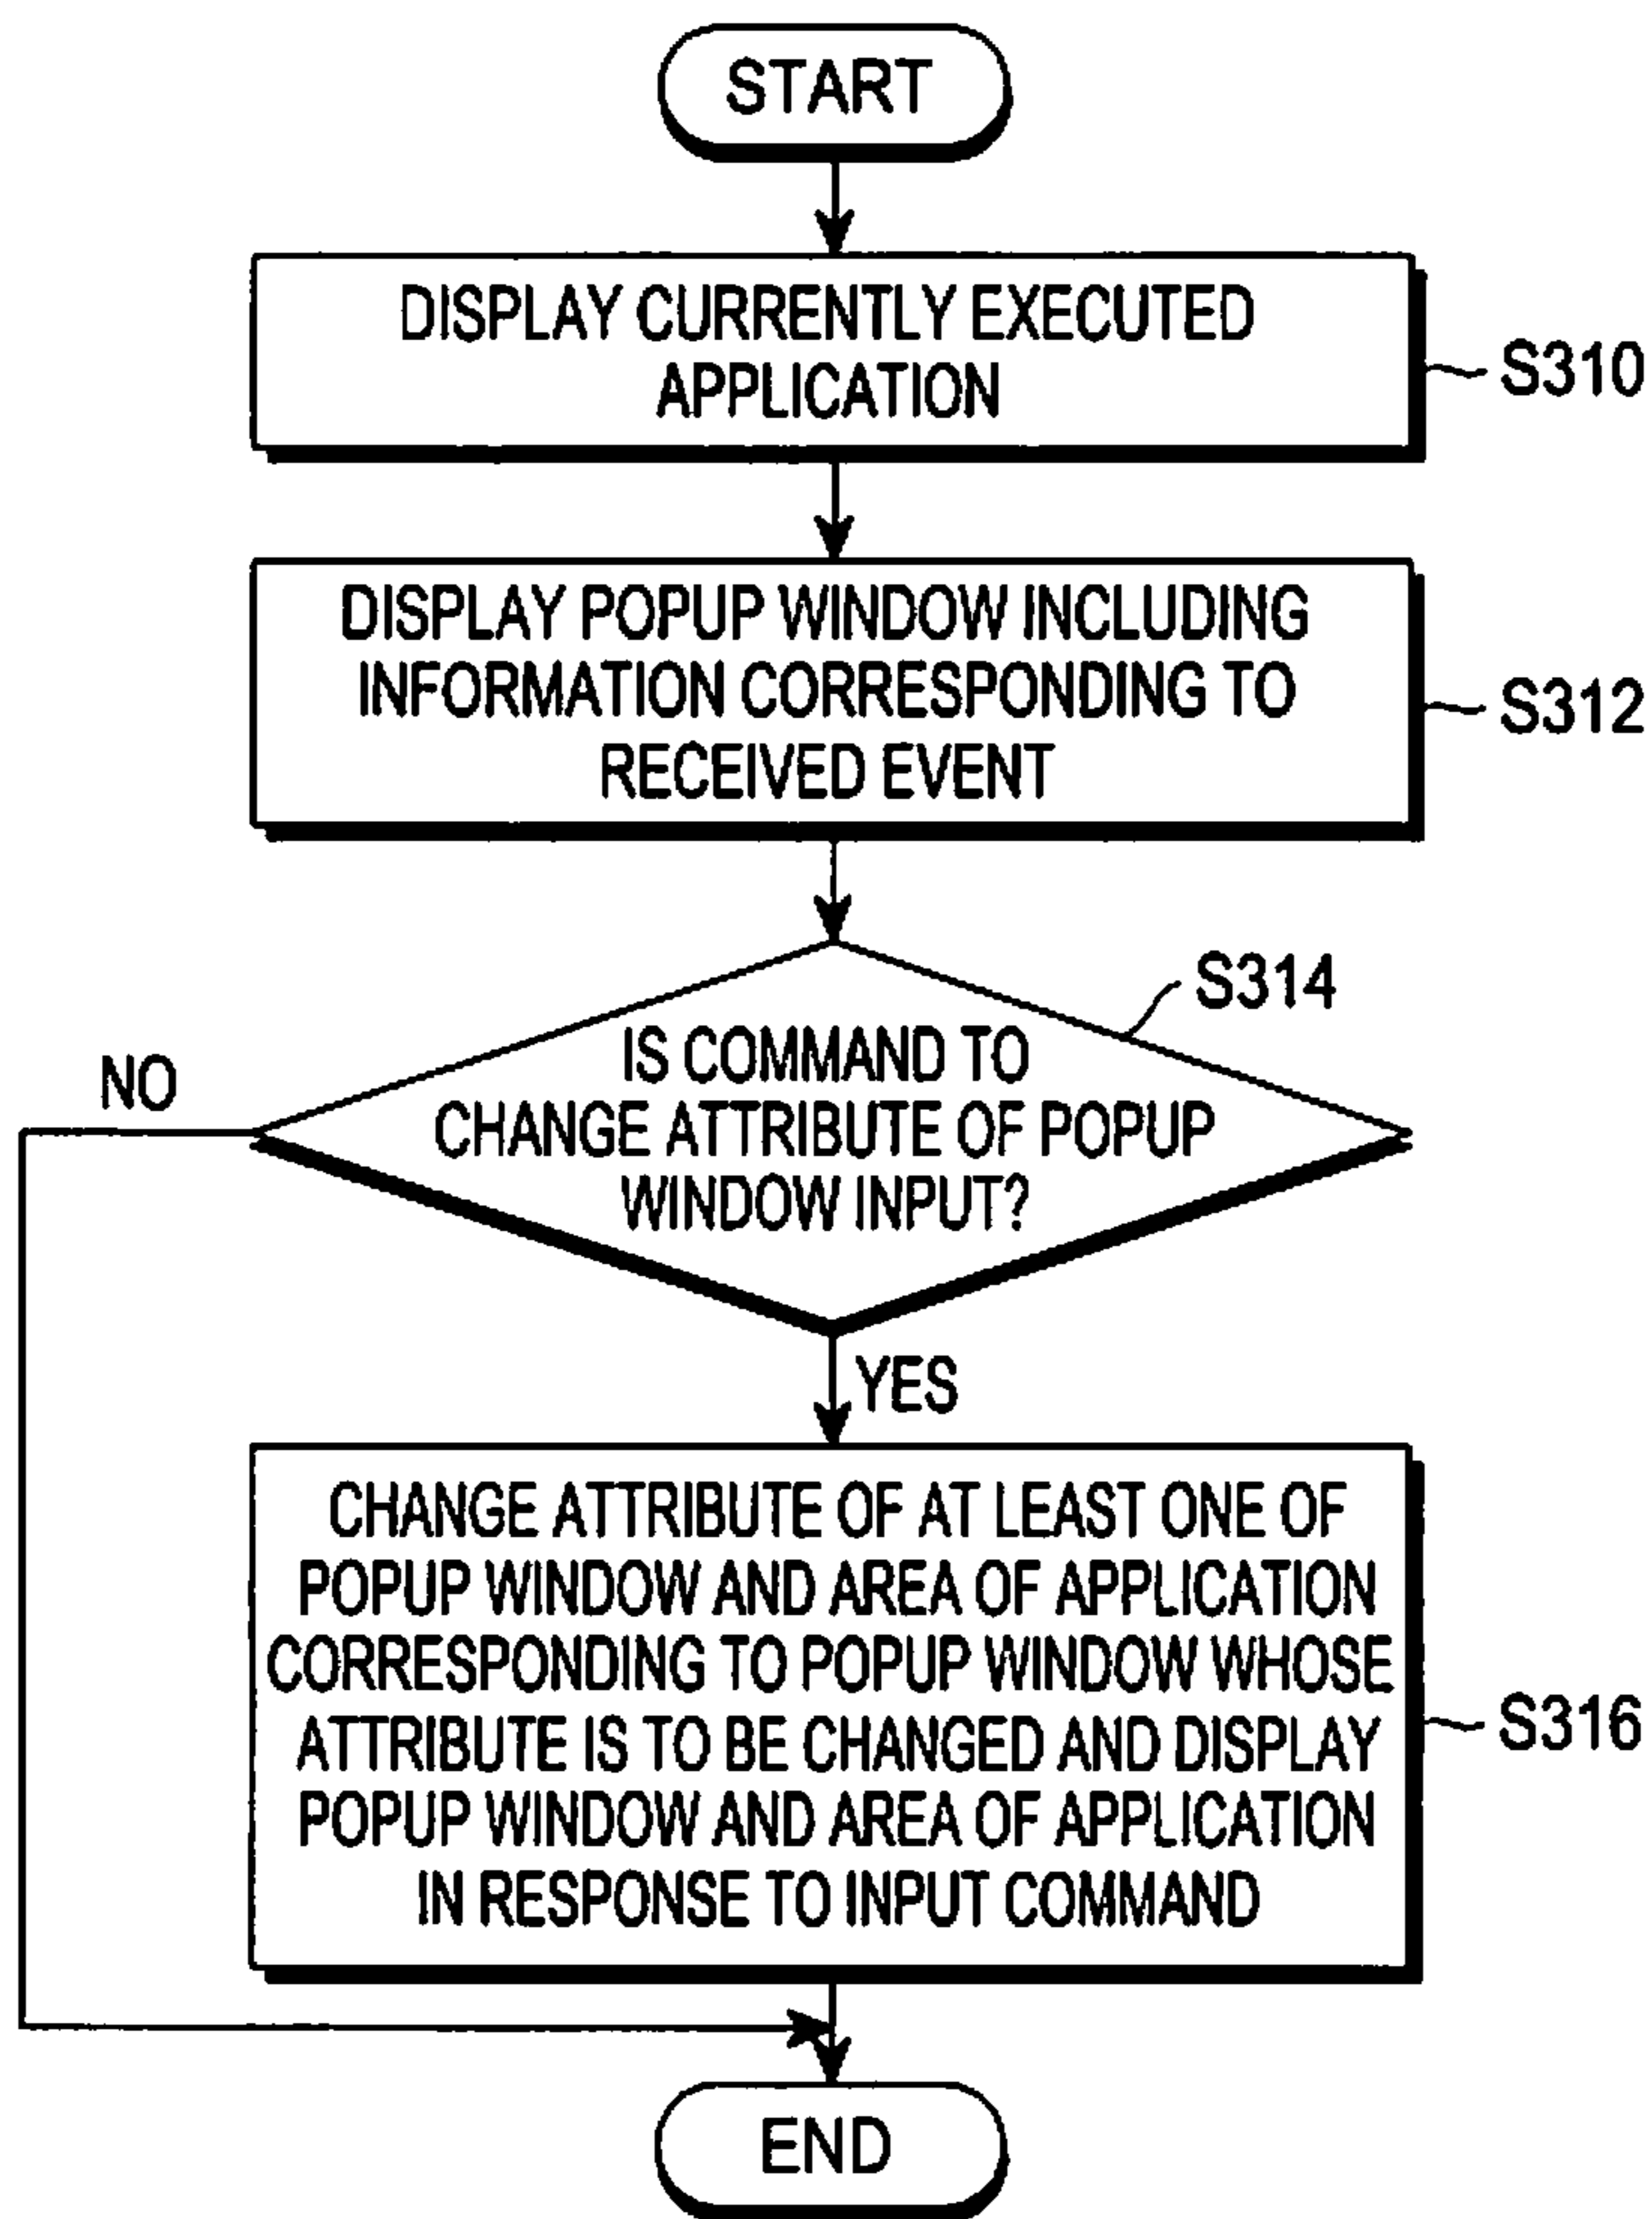 START
DISPLAY CURRENTLY EXECUTED
APPLICATION
S310
DISPLAY POPUP WINDOW INCLUDING
INFORMATION CORRESPONDING TO
RECEIVED EVENT
S312
S314
IS COMMAND TO
CHANGE ATTRIBUTE OF POPUP
WINDOW INPUT?
NO
YES
CHANGE ATTRIBUTE OF AT LEAST ONE OF
POPUP WINDOW AND AREA OF APPLICATION
CORRESPONDING TO POPUP WINDOW WHOSE
ATTRIBUTE IS TO BE CHANGED AND DISPLAY
POPUP WINDOW AND AREA OF APPLICATION
IN RESPONSE TO INPUT COMMAND
S316
END